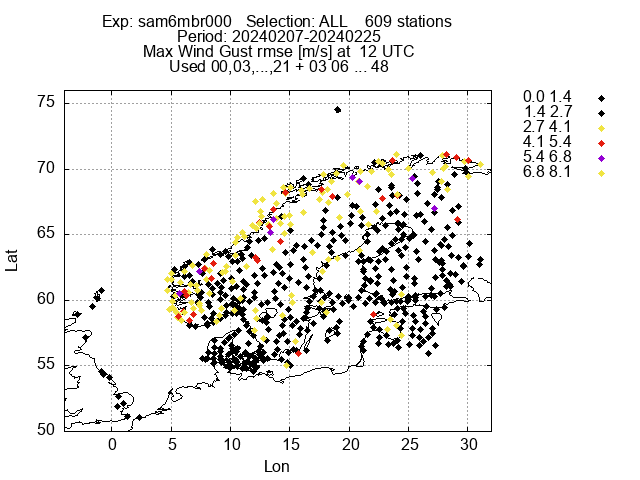 Exp: sam6mbr000 Selection: ALL 609 stations
Period: 20240207-20240225
Max Wind Gust rmse [m/s] at 12 UTC
Used 00,03,...,21 + 03 06 ... 48
0.0 1.4
1.4 2.7
2.7 4.1
4.1 5.4
5.4 6.8
6.8 8.1
75
70
65
60
55
50
Lat
0 5 10 15 20 25 30
Lon